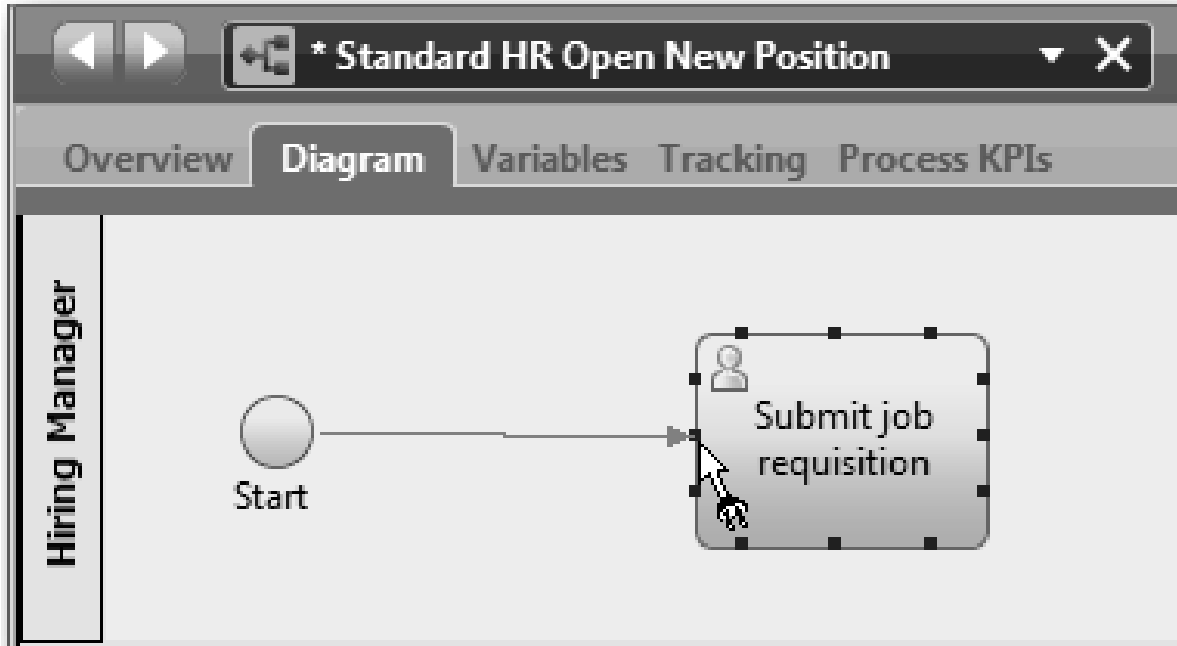 * Standard HR Open New Position
Overview Diagram Variables Tracking Process KPIs
Hiring Manager
Start
Submit job
requisition